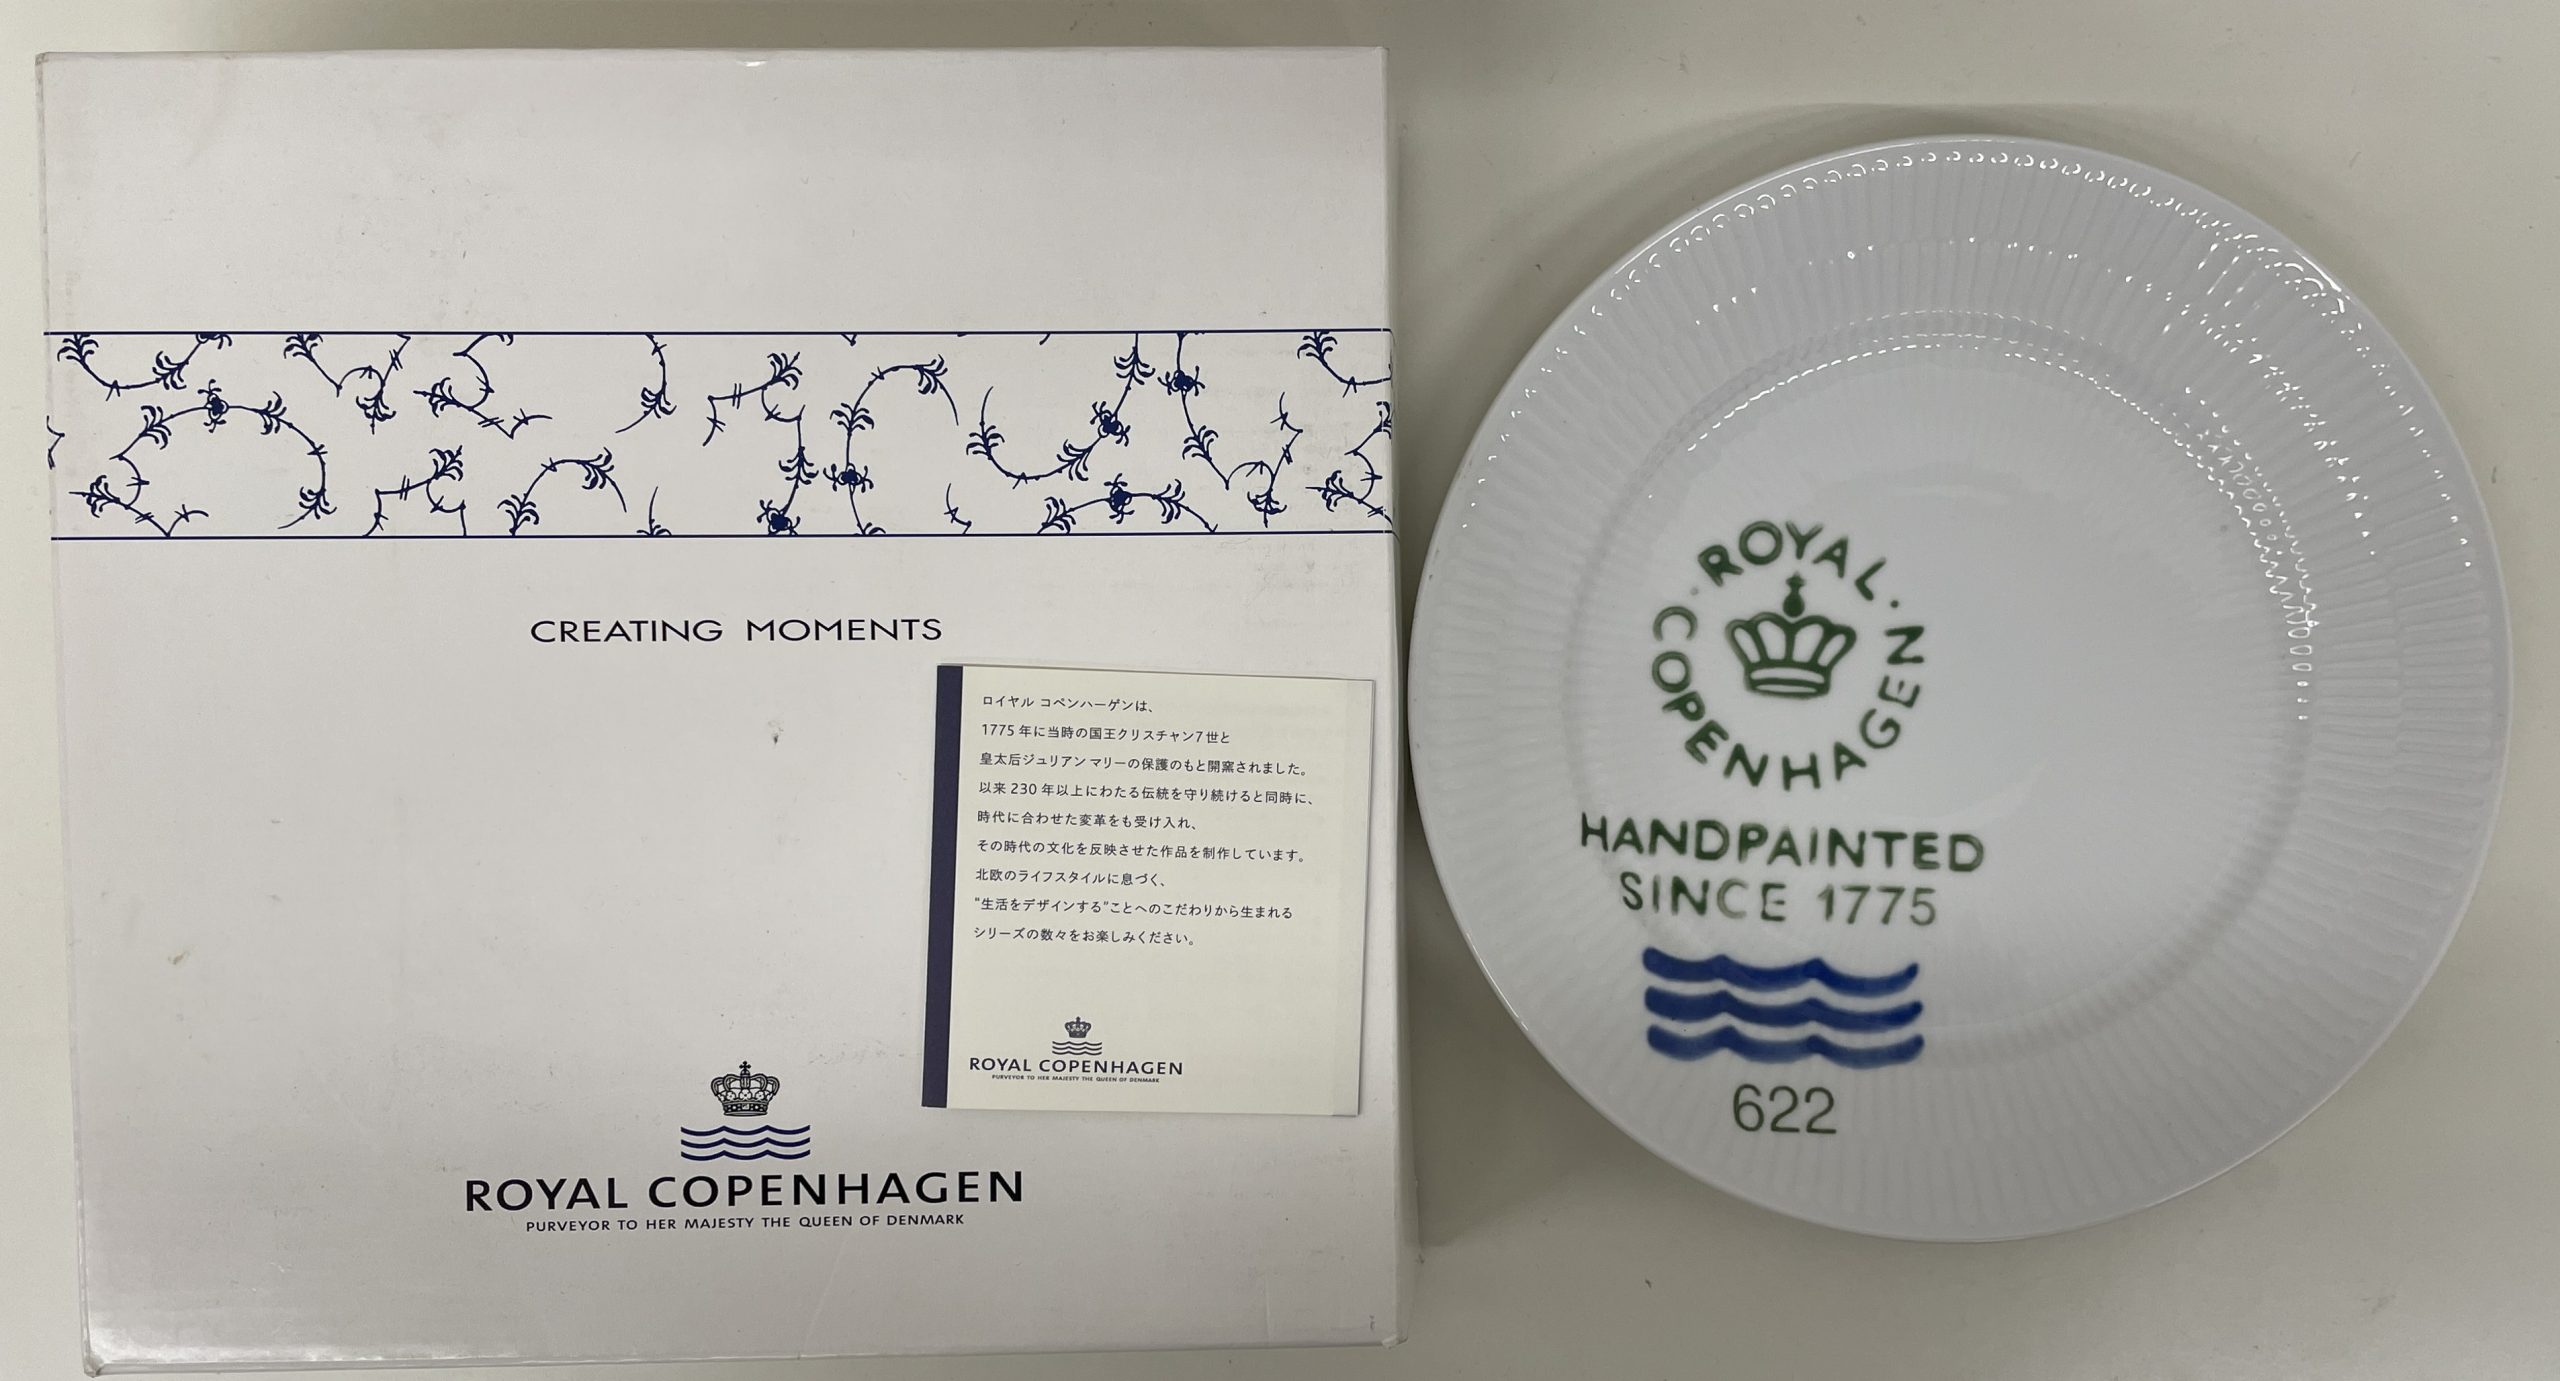 CREATING MOMENTS
ロイヤル コペンハーゲンは、
1775 年に当時の国王クリスチャン7世と
皇太后ジュリアン マリーの保護のもと開窯されました。
以来 230 年以上にわたる伝統を守り続けると同時に、
時代に合わせた変革をも受け入れ、
その時代の文化を反映させた作品を制作しています。
北欧のライフスタイルに息づく、
“生活をデザインする”ことへのこだわりから生まれる
シリーズの数々をお楽しみください。
ROYAL COPENHAGEN
PURVEYOR TO HER MAJESTY THE QUEEN OF DENMARK
ROYAL COPENHAGEN
PURVEYOR TO HER MAJESTY THE QUEEN OF DENMARK
· ROYAL ·
COPENHAGEN
HANDPAINTED
SINCE 1775
622